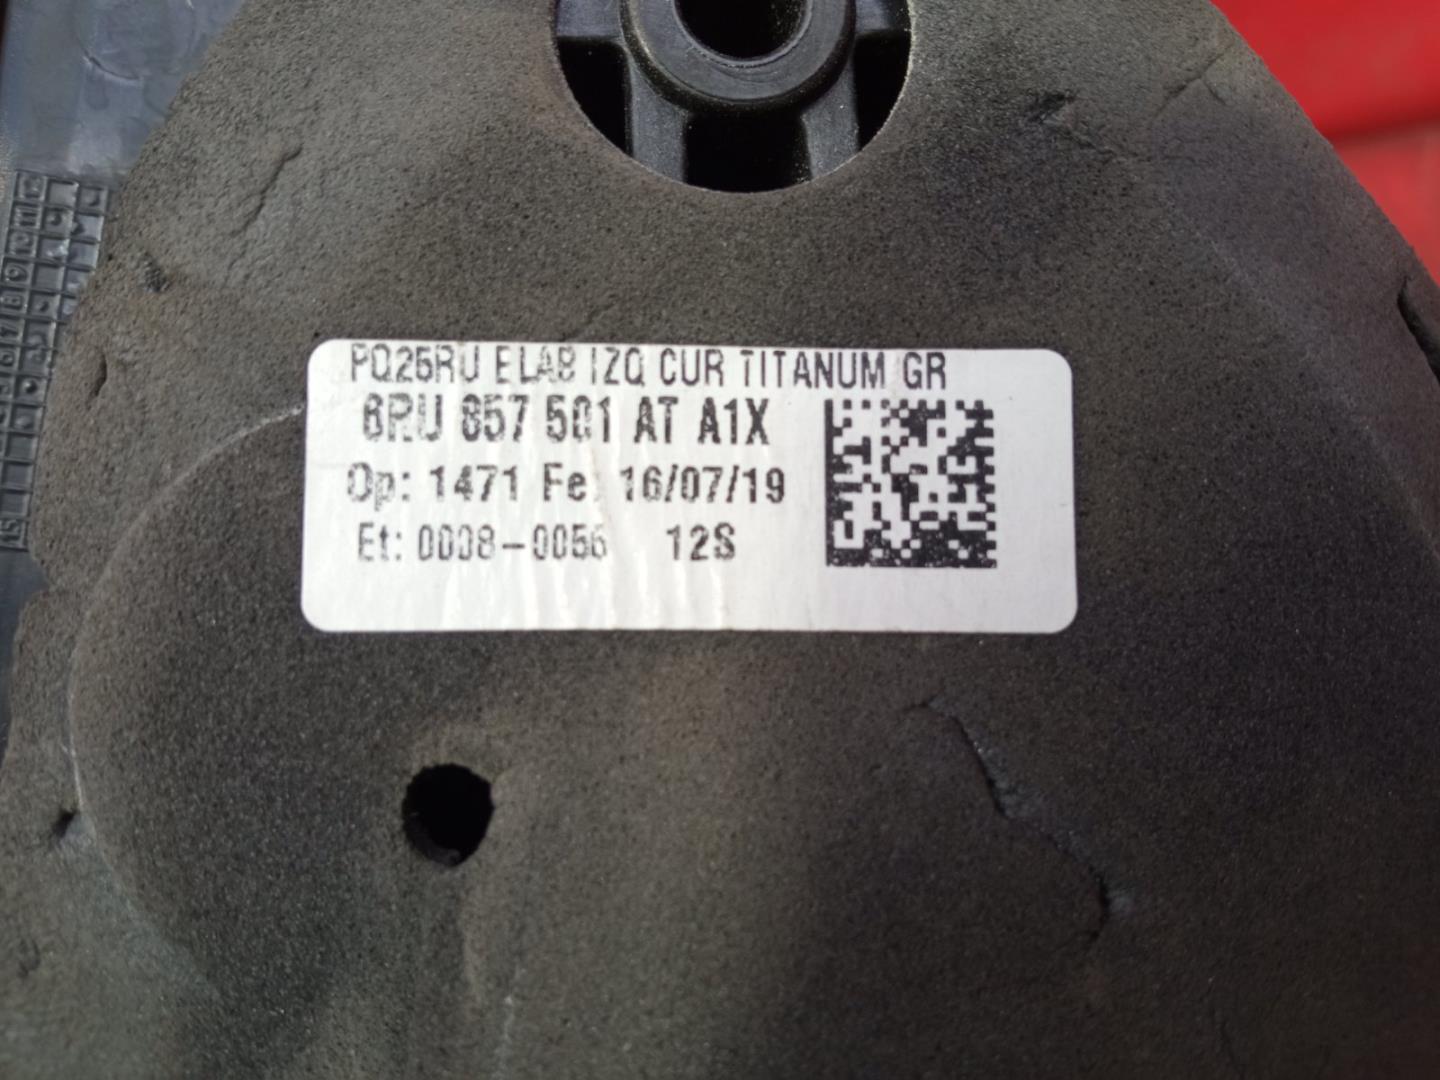 PQ25RU ELAB IZQ CUR TITANUM GR
6RU 857 501 AT A1X
Op: 1471 Fe: 16/07/19
Et: 0008-0056 12S